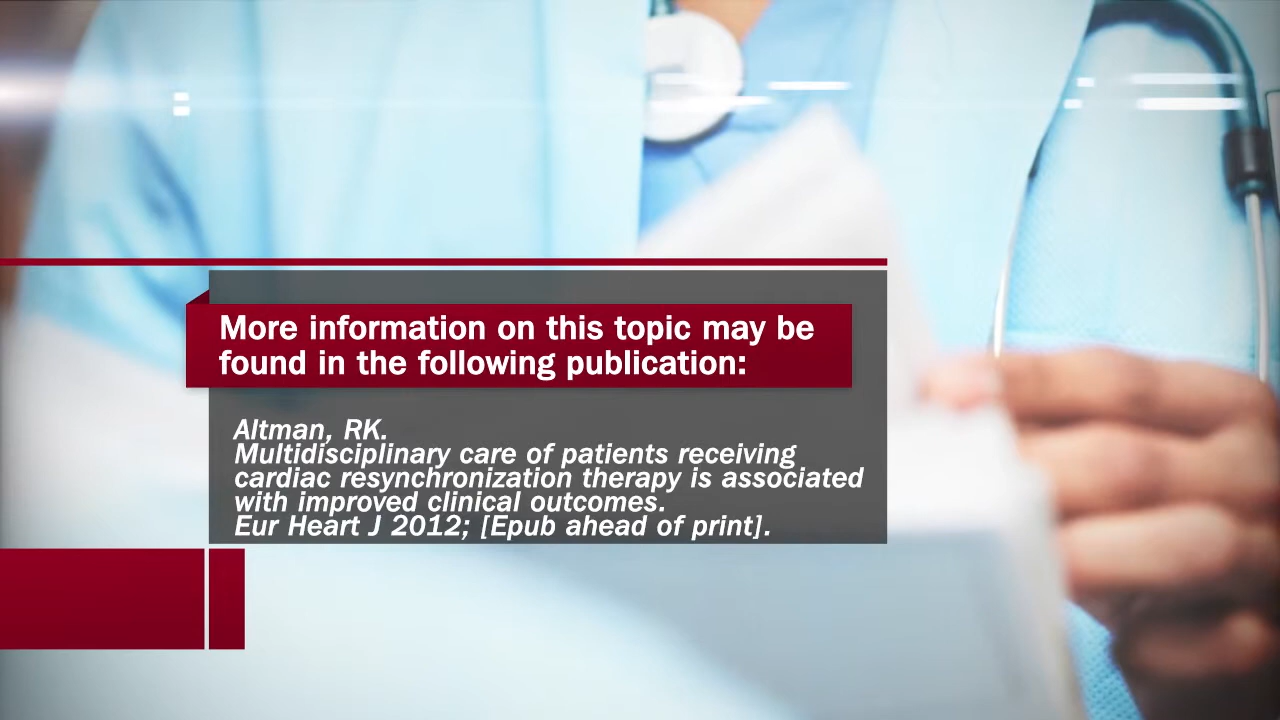 More information on this topic may be
found in the following publication:
Altman, RK.
Multidisciplinary care of patients receiving
cardiac resynchronization therapy is associated
with improved clinical outcomes.
Eur Heart J 2012; [Epub ahead of print].